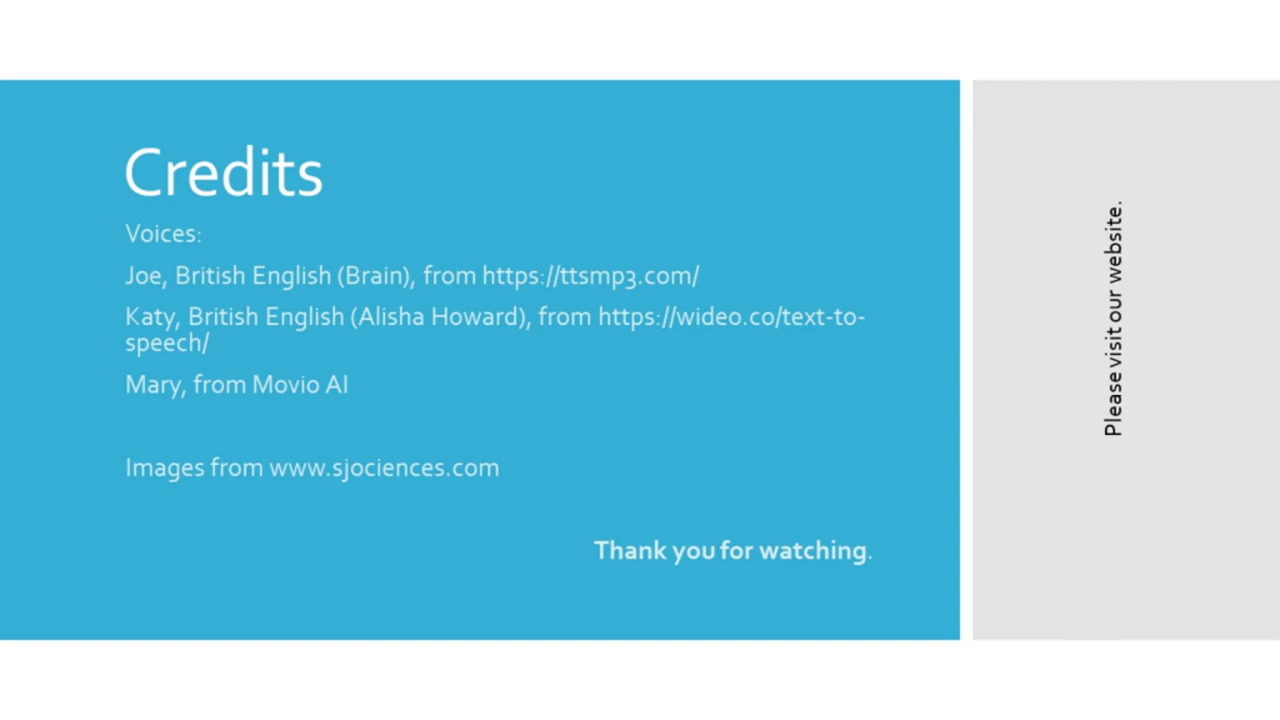 Credits
Voices:
Joe, British English (Brain), from https://ttsmp3.com/
Katy, British English (Alisha Howard), from https://wideo.co/text-to-
speech/
Mary, from Movio AI
Images from www.sjociences.com
Thank you for watching.
Please visit our website.